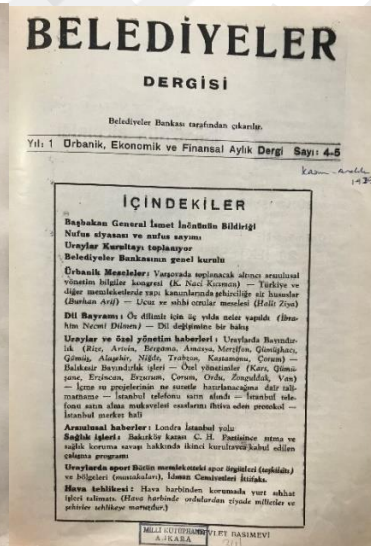 BELEDİYELER
DERGİSİ
Belediyeler Bankası tarafından çıkarılır.
Yıl: 1 Ürbanik, Ekonomik ve Finansal Aylık Dergi Sayı: 4-5
İÇİNDEKİLER
Başbakan General İsmet İnönünün Bildiriği
Nufus siyasası ve nufus sayımı
Uraylar Kurultayı toplanıyor
Belediyeler Bankasının genel kurulu
Ürbanik Meseleler: Varşovada toplanacak altıncı arsıulusal
yönetim bilgiler kongresi (K. Naci Kıcıman) — Türkiye ve
diğer memleketlerde yapı kanunlarında şehirciliğe ait hususlar
(Burhan Arif) — Ucuz ve sıhhî evler meselesi (Halit Ziya)
Dil Bayramı: Öz dilimiz için üç yılda neler yapıldı (İbra-
him Necmi Dilmen) — Dil değişimine bir bakış
Uraylar ve özel yönetim haberleri: Uraylarda Bayındır-
lık (Rize, Artvin, Bergama, Amasya, Merzifon, Gümüşhacı,
Gümüş, Alaşehir, Niğde, Trabzon, Kastamonu, Çorum) —
Balıkesir Bayındırlık işleri — Özel yönetimler (Kars, Gümü-
şane, Erzincan, Erzurum, Çorum, Ordu, Zonguldak, Van)
— İçme su projelerinin ne suretle hazırlanacağına dair tali-
matname — İstanbul telefonu satın alındı — İstanbul tele-
fonu satın alma mukavelesi esaslarını ihtiva eden protokol —
İstanbul merkez hali
Arsıulusal haberler: Londra İstanbul yolu
Sağlık işleri: Bakırköy kazası C. H. Partisince sıtma ve
sağlık koruma savaşı hakkında ikinci kurultayca kabul edilen
çalışma programı
Uraylarda spor: Bütün memleketteki spor örgütleri (teşkilâtı)
ve bölgeleri (mıntakaları), İdman Cemiyetleri İttifakı.
Hava tehlikesi: Hava harbinden korumada yurt sıhhat
işleri talimatı. (Hava harbinde ordulardan ziyade milletler ve
şehirler tehlikeye maruzdur.)
DEVLET BASIMEVİ
MİLLÎ KÜTÜPHANE
ANKARA